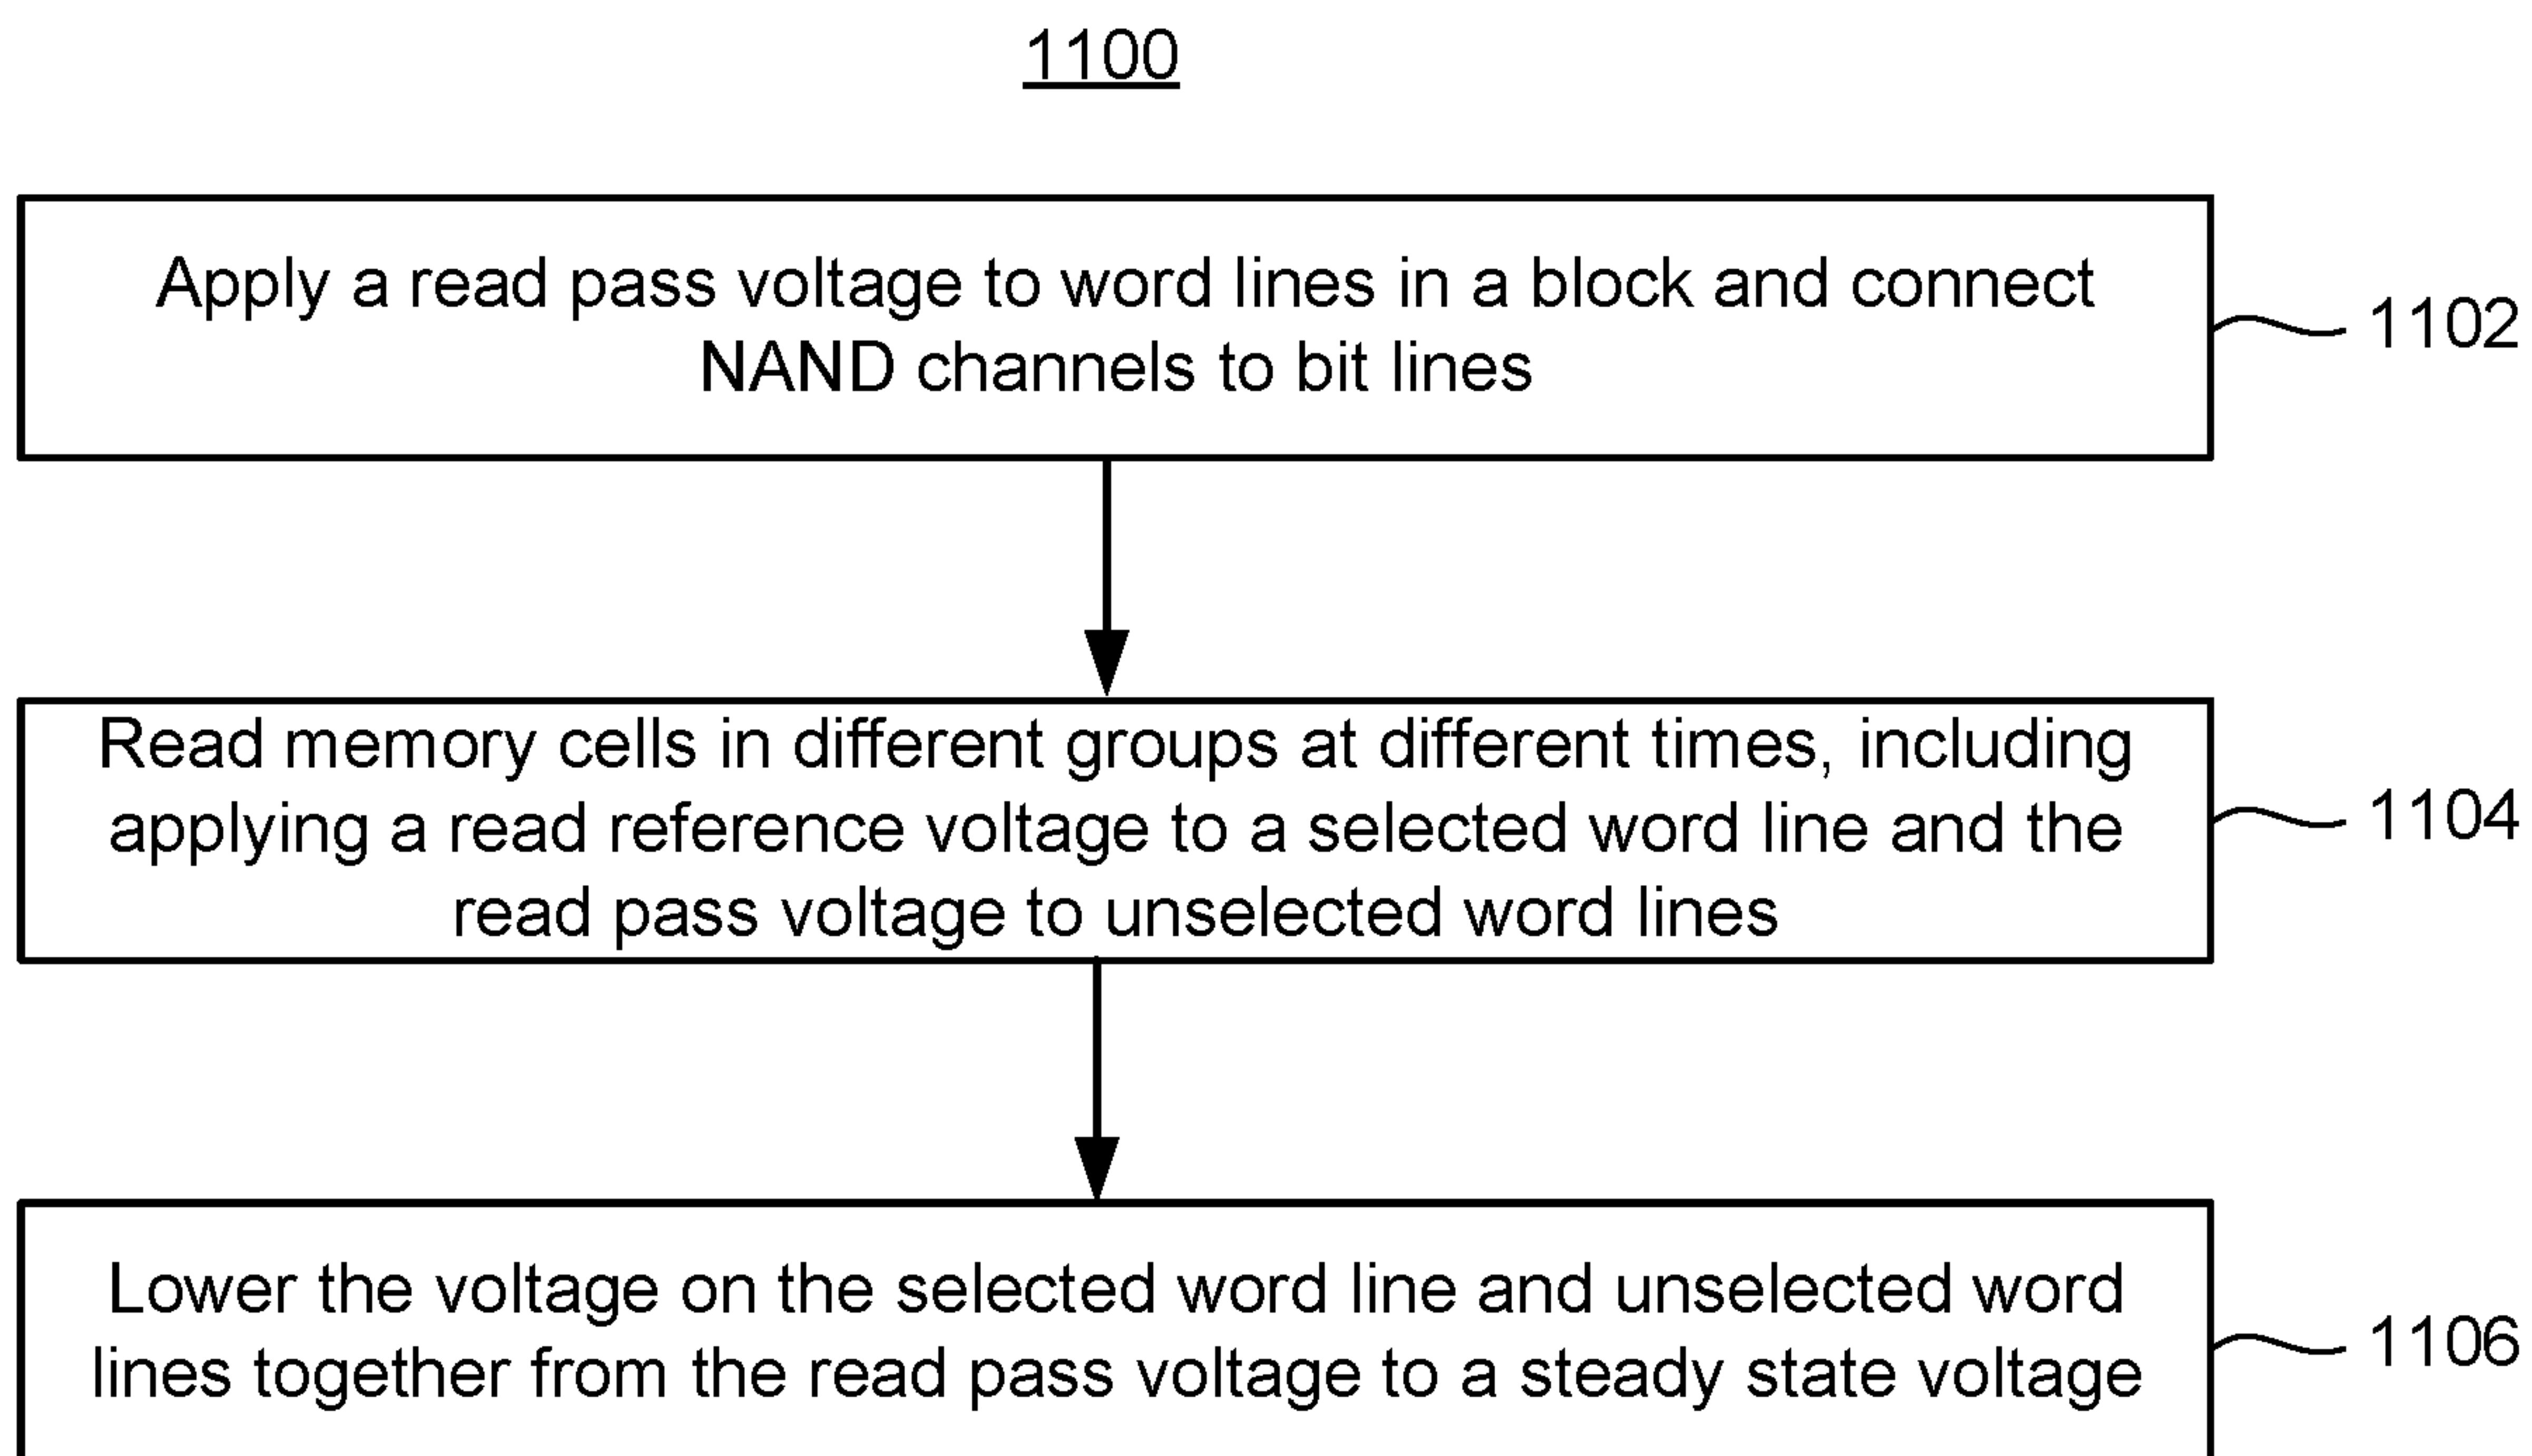 1100
Apply a read pass voltage to word lines in a block and connect
NAND channels to bit lines
1102
Read memory cells in different groups at different times, including
applying a read reference voltage to a selected word line and the
read pass voltage to unselected word lines
1104
Lower the voltage on the selected word line and unselected word
lines together from the read pass voltage to a steady state voltage
1106